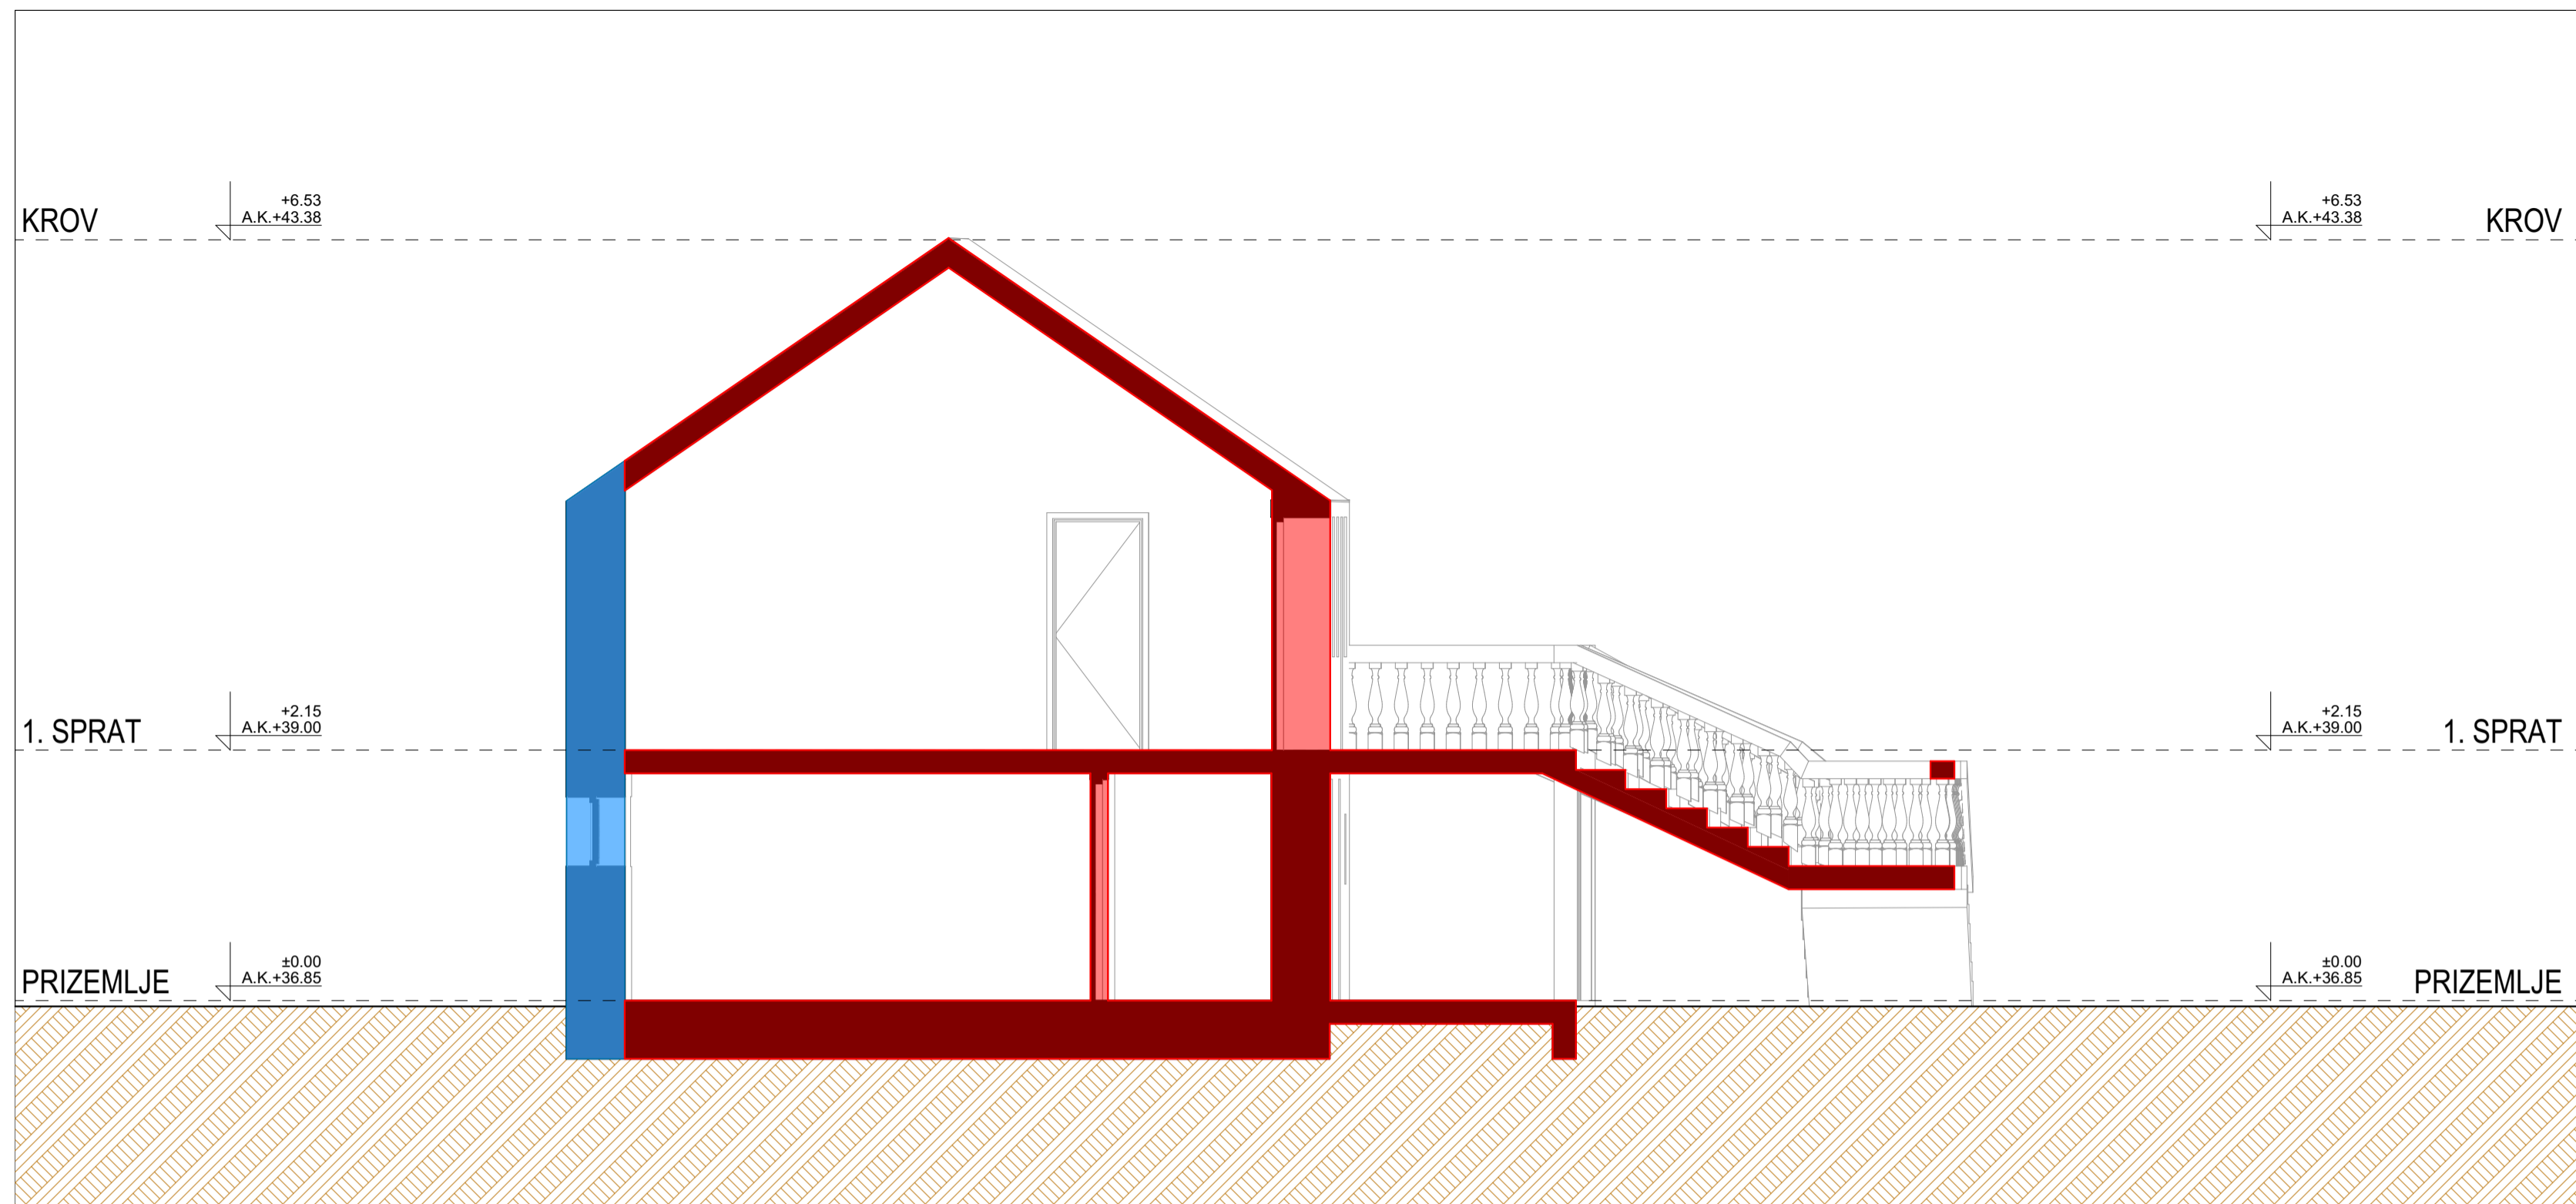 +6.53
A.K.+43.38
KROV
+6.53
A.K.+43.38
KROV
+2.15
A.K.+39.00
1. SPRAT
+2.15
A.K.+39.00
1. SPRAT
±0.00
A.K.+36.85
PRIZEMLJE
±0.00
A.K.+36.85
PRIZEMLJE